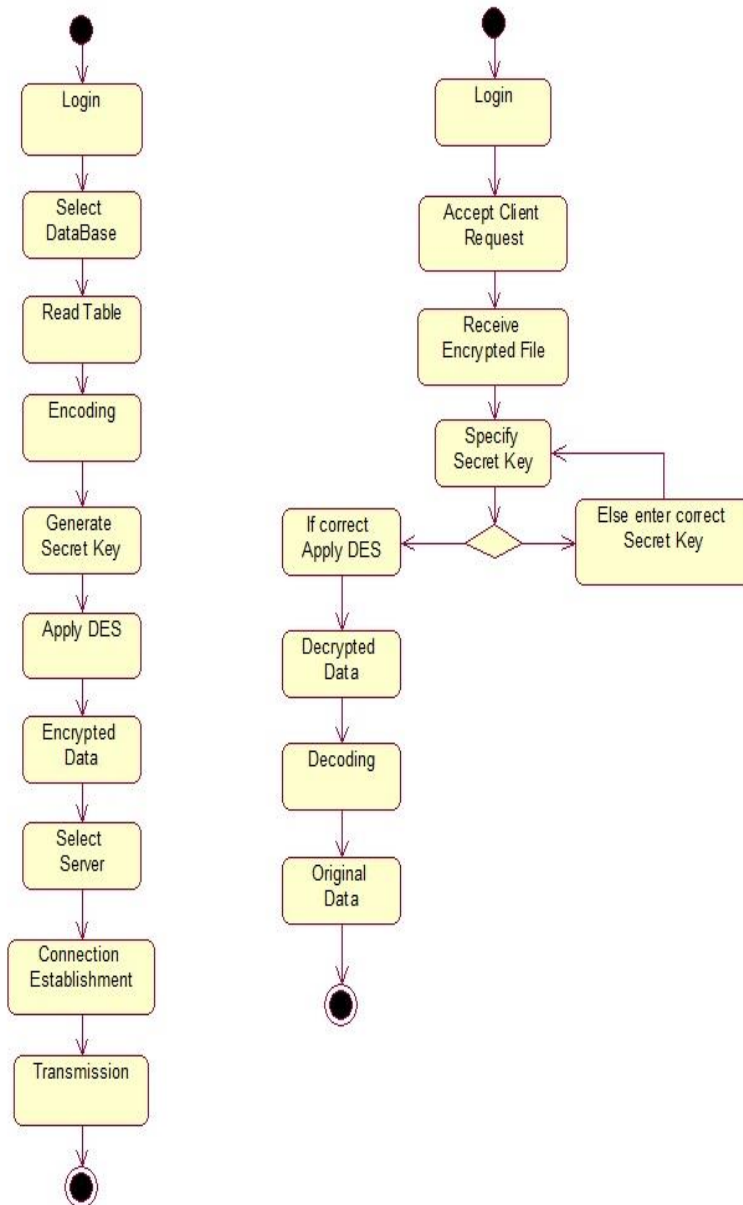 Login
Select
DataBase
Read Table
Encoding
Generate
Secret Key
Apply DES
Encrypted
Data
Select
Server
Connection
Establishment
Transmission
Login
Accept Client
Request
Receive
Encrypted File
Specify
Secret Key
If correct
Apply DES
Else enter correct
Secret Key
Decrypted
Data
Decoding
Original
Data